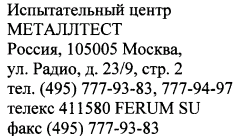 Испытательный центр
МЕТАЛЛТЕСТ
Россия, 105005 Москва,
ул. Радио, д. 23/9, стр. 2
тел. (495) 777-93-83, 777-94-97
телекс 411580 FERUM SU
факс (495) 777-93-83